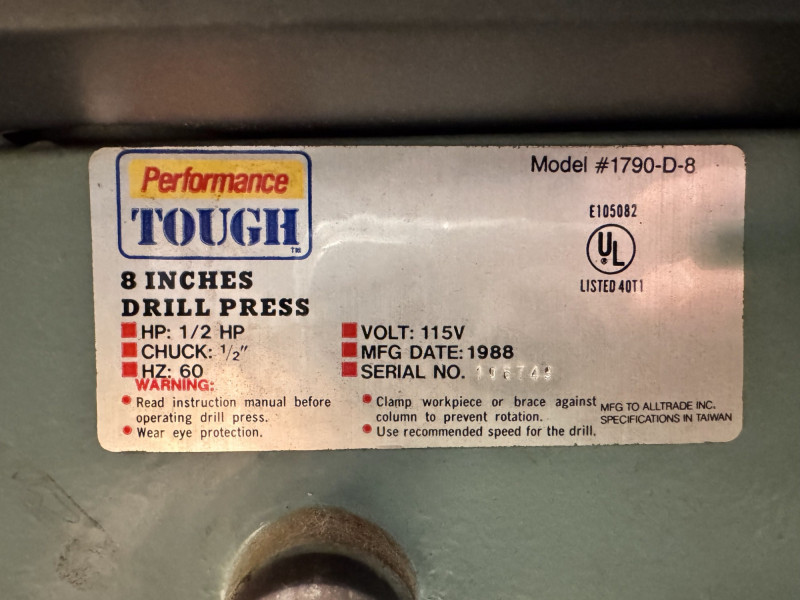 Performance
TOUGH
™
Model #1790-D-8
E105082
UL
®
LISTED 40T1
8 INCHES
DRILL PRESS
HP: 1/2 HP
CHUCK: 1/2"
HZ: 60
VOLT: 115V
MFG DATE: 1988
SERIAL NO.
WARNING:
Read instruction manual before
operating drill press.
Wear eye protection.
Clamp workpiece or brace against
column to prevent rotation.
Use recommended speed for the drill.
MFG TO ALLTRADE INC.
SPECIFICATIONS IN TAIWAN